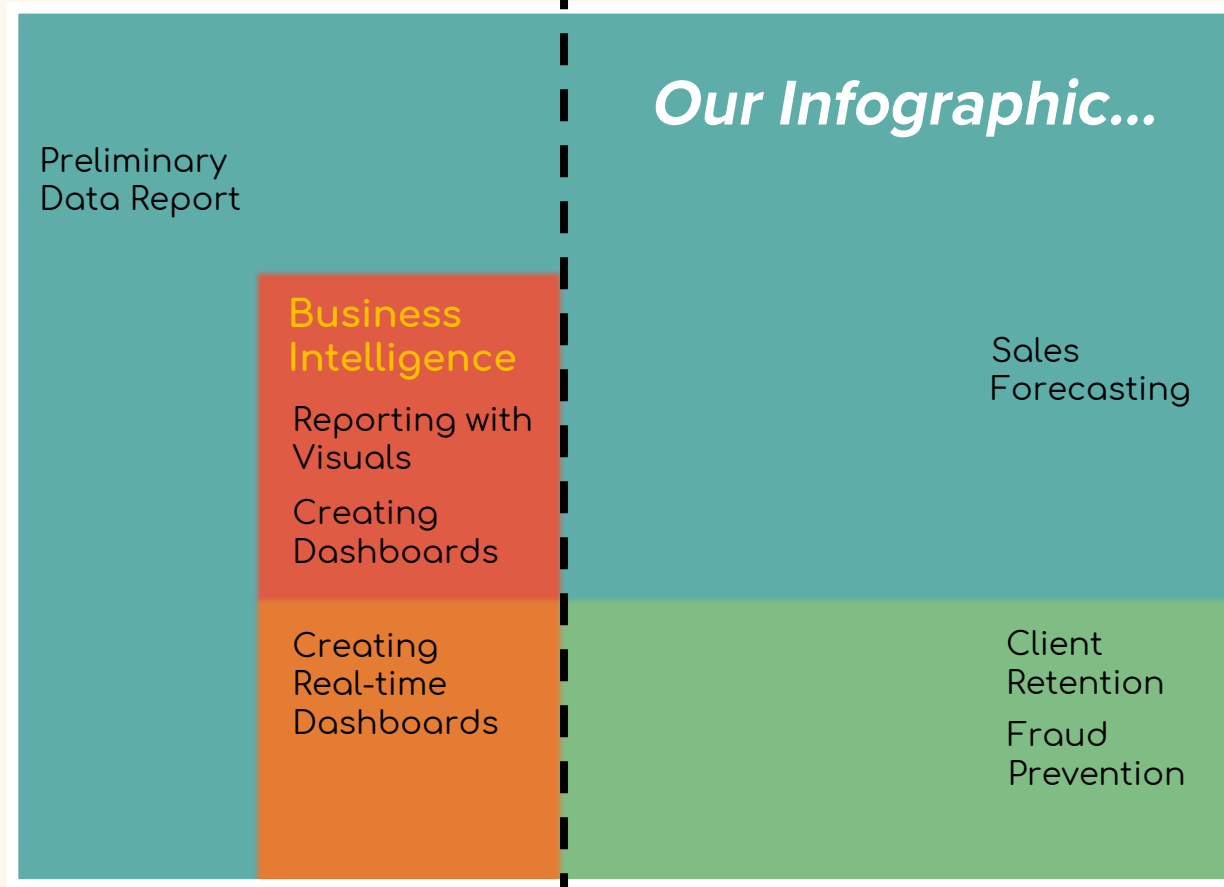 Our Infographic...
Preliminary
Data Report
Business
Intelligence
Reporting with
Visuals
Creating
Dashboards
Creating
Real-time
Dashboards
Sales
Forecasting
Client
Retention
Fraud
Prevention